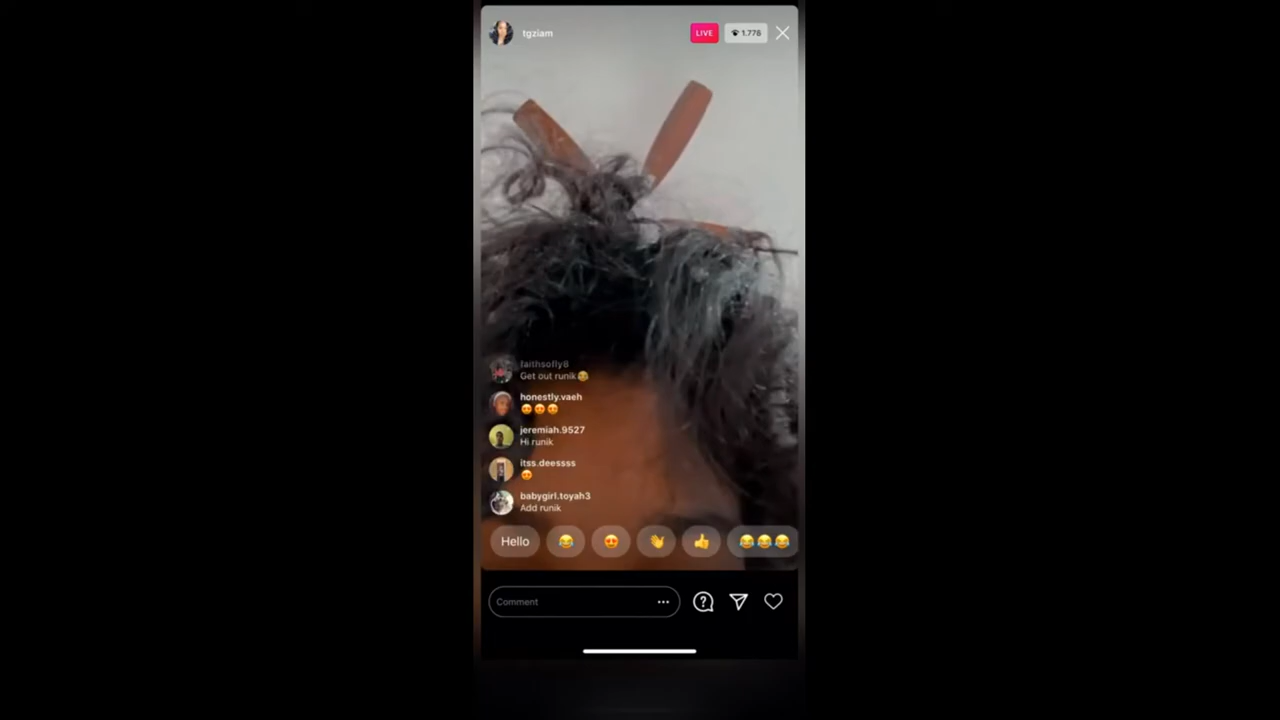 tgziam
LIVE
1.778
faithsofly8
Get out runik😂
honestly.vaeh
😍😍😍
jeremiah.9527
Hi runik
itss.deessss
😍
babygirl.toyah3
Add runik
Hello 😂 😍 👋 👍 😂😂😂
Comment